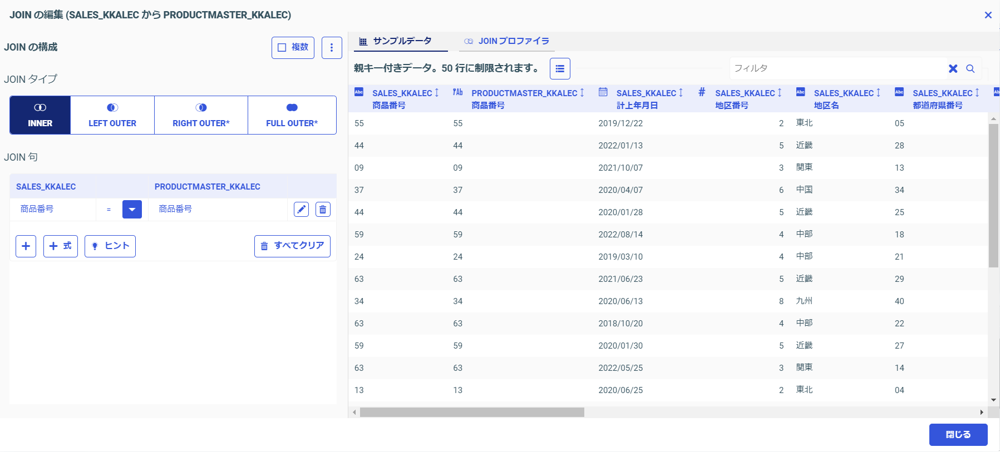 JOIN の編集 (SALES_KKALEC から PRODUCTMASTER_KKALEC)
JOIN の構成
複数
JOIN タイプ
INNER
LEFT OUTER
RIGHT OUTER*
FULL OUTER*
JOIN 句
SALES_KKALEC PRODUCTMASTER_KKALEC
商品番号 = 商品番号
式
ヒント
すべてクリア
サンプルデータ
JOIN プロファイラ
親キー付きデータ。50 行に制限されます。
フィルタ
Abc SALES_KKALEC 商品番号
Ab PRODUCTMASTER_KKALEC 商品番号
SALES_KKALEC 計上年月日
# SALES_KKALEC 地区番号
Abc SALES_KKALEC 地区名
Abc SALES_KKALEC 都道府県番号
Ab
55 55 2019/12/22 2 東北 05
44 44 2022/01/13 5 近畿 28
09 09 2021/10/07 3 関東 13
37 37 2020/04/07 6 中国 34
44 44 2020/01/28 5 近畿 25
59 59 2022/08/14 4 中部 18
24 24 2019/03/10 4 中部 21
63 63 2021/06/23 5 近畿 29
34 34 2020/06/13 8 九州 40
63 63 2018/10/20 4 中部 22
59 59 2020/01/30 5 近畿 27
63 63 2022/05/25 3 関東 14
13 13 2020/06/25 2 東北 04
閉じる